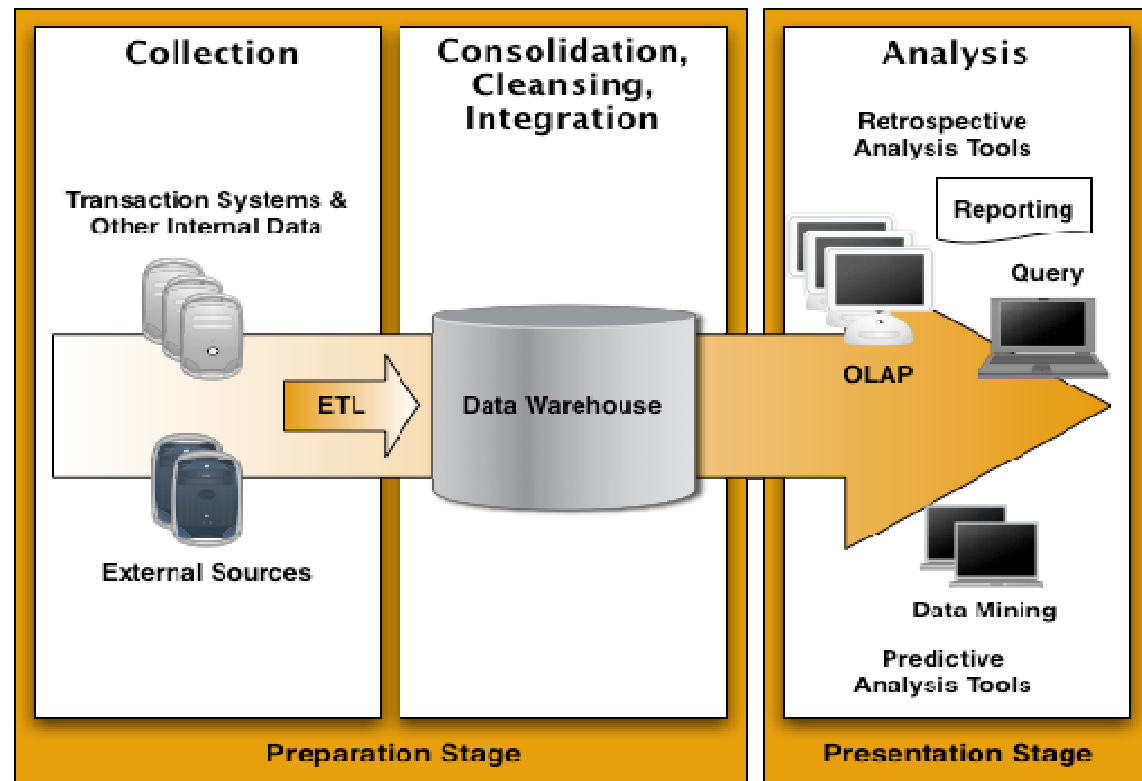 Collection
Transaction Systems &
Other Internal Data
ETL
External Sources
Consolidation,
Cleansing,
Integration
Data Warehouse
Preparation Stage
Analysis
Retrospective
Analysis Tools
Reporting
Query
OLAP
Data Mining
Predictive
Analysis Tools
Presentation Stage